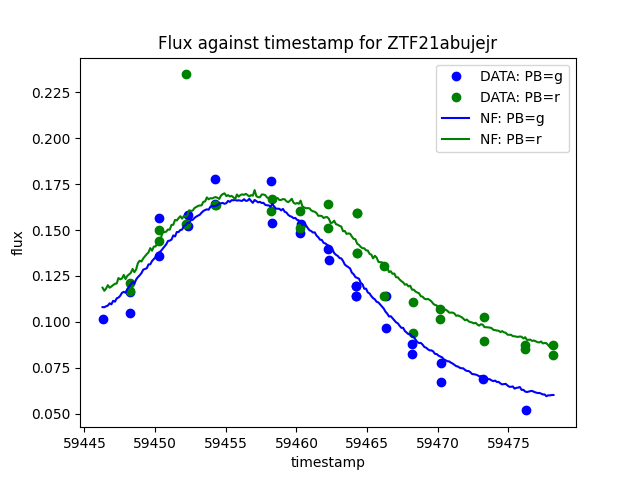 Flux against timestamp for ZTF21abujejr
DATA: PB=g
DATA: PB=r
NF: PB=g
NF: PB=r
0.225
0.200
0.175
0.150
0.125
0.100
0.075
0.050
flux
59445 59450 59455 59460 59465 59470 59475
timestamp